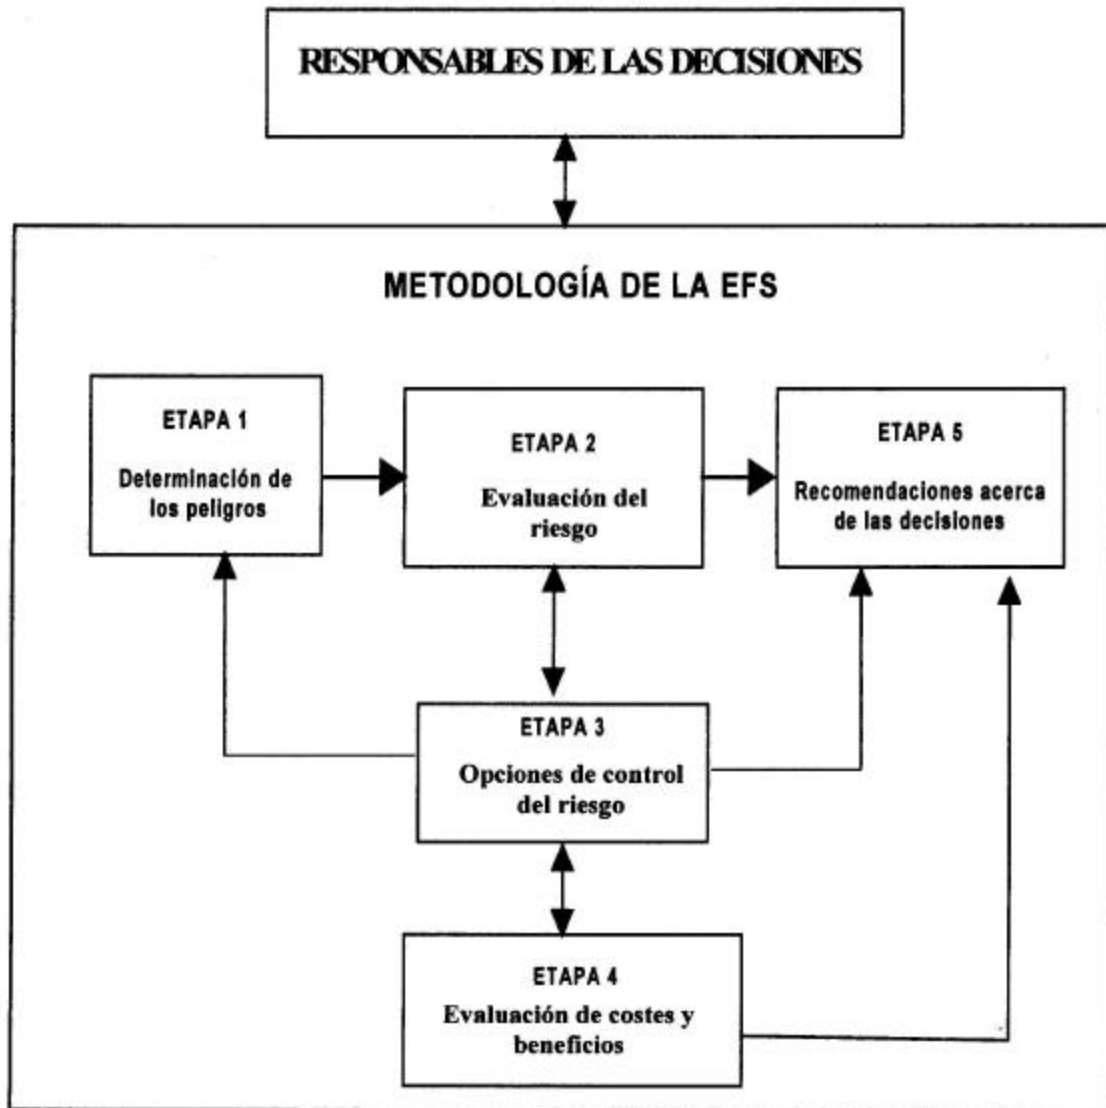 RESPONSABLES DE LAS DECISIONES
METODOLOGÍA DE LA EFS
ETAPA 1
Determinación de
los peligros
ETAPA 2
Evaluación del
riesgo
ETAPA 5
Recomendaciones acerca
de las decisiones
ETAPA 3
Opciones de control
del riesgo
ETAPA 4
Evaluación de costes y
beneficios